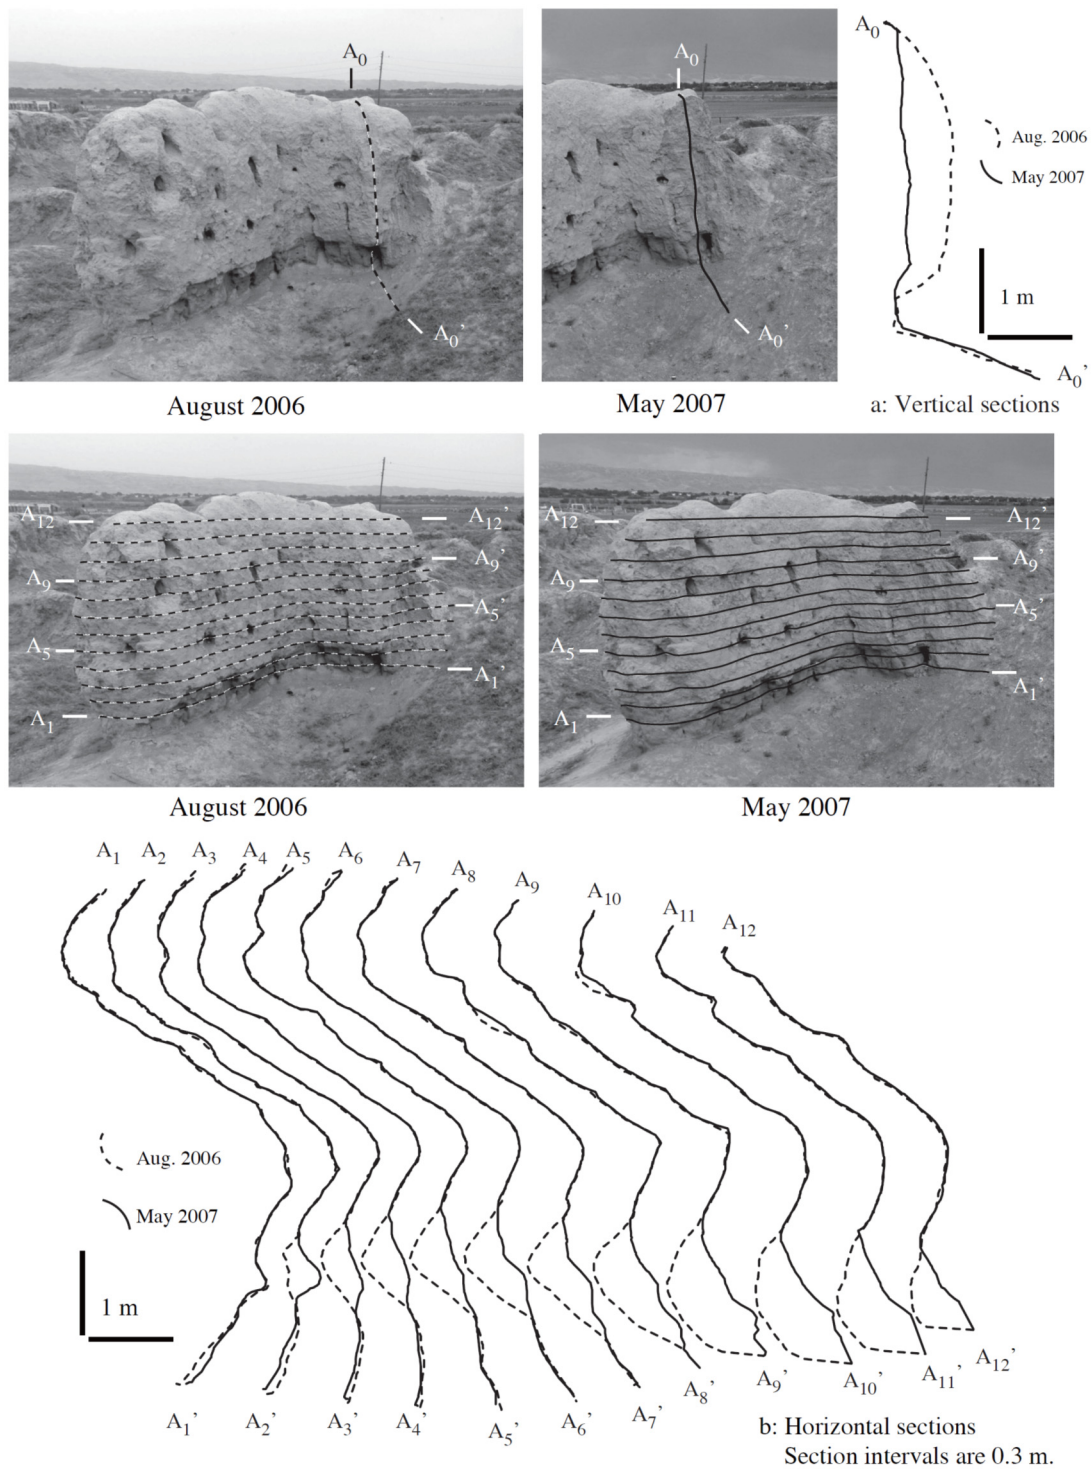 A0
A0
A0
Aug. 2006
May 2007
1 m
A0'
A0'
A0'
August 2006
May 2007
a: Vertical sections
A12
A12'
A12
A12'
A9'
A9'
A9
A9
A5'
A5'
A5
A5
A1'
A1'
A1
A1
August 2006
May 2007
A1 A2 A3 A4 A5 A6 A7 A8 A9 A10 A11 A12
Aug. 2006
May 2007
1 m
A1' A2' A3' A4' A5' A6' A7' A8' A9' A10' A11' A12'
b: Horizontal sections
Section intervals are 0.3 m.